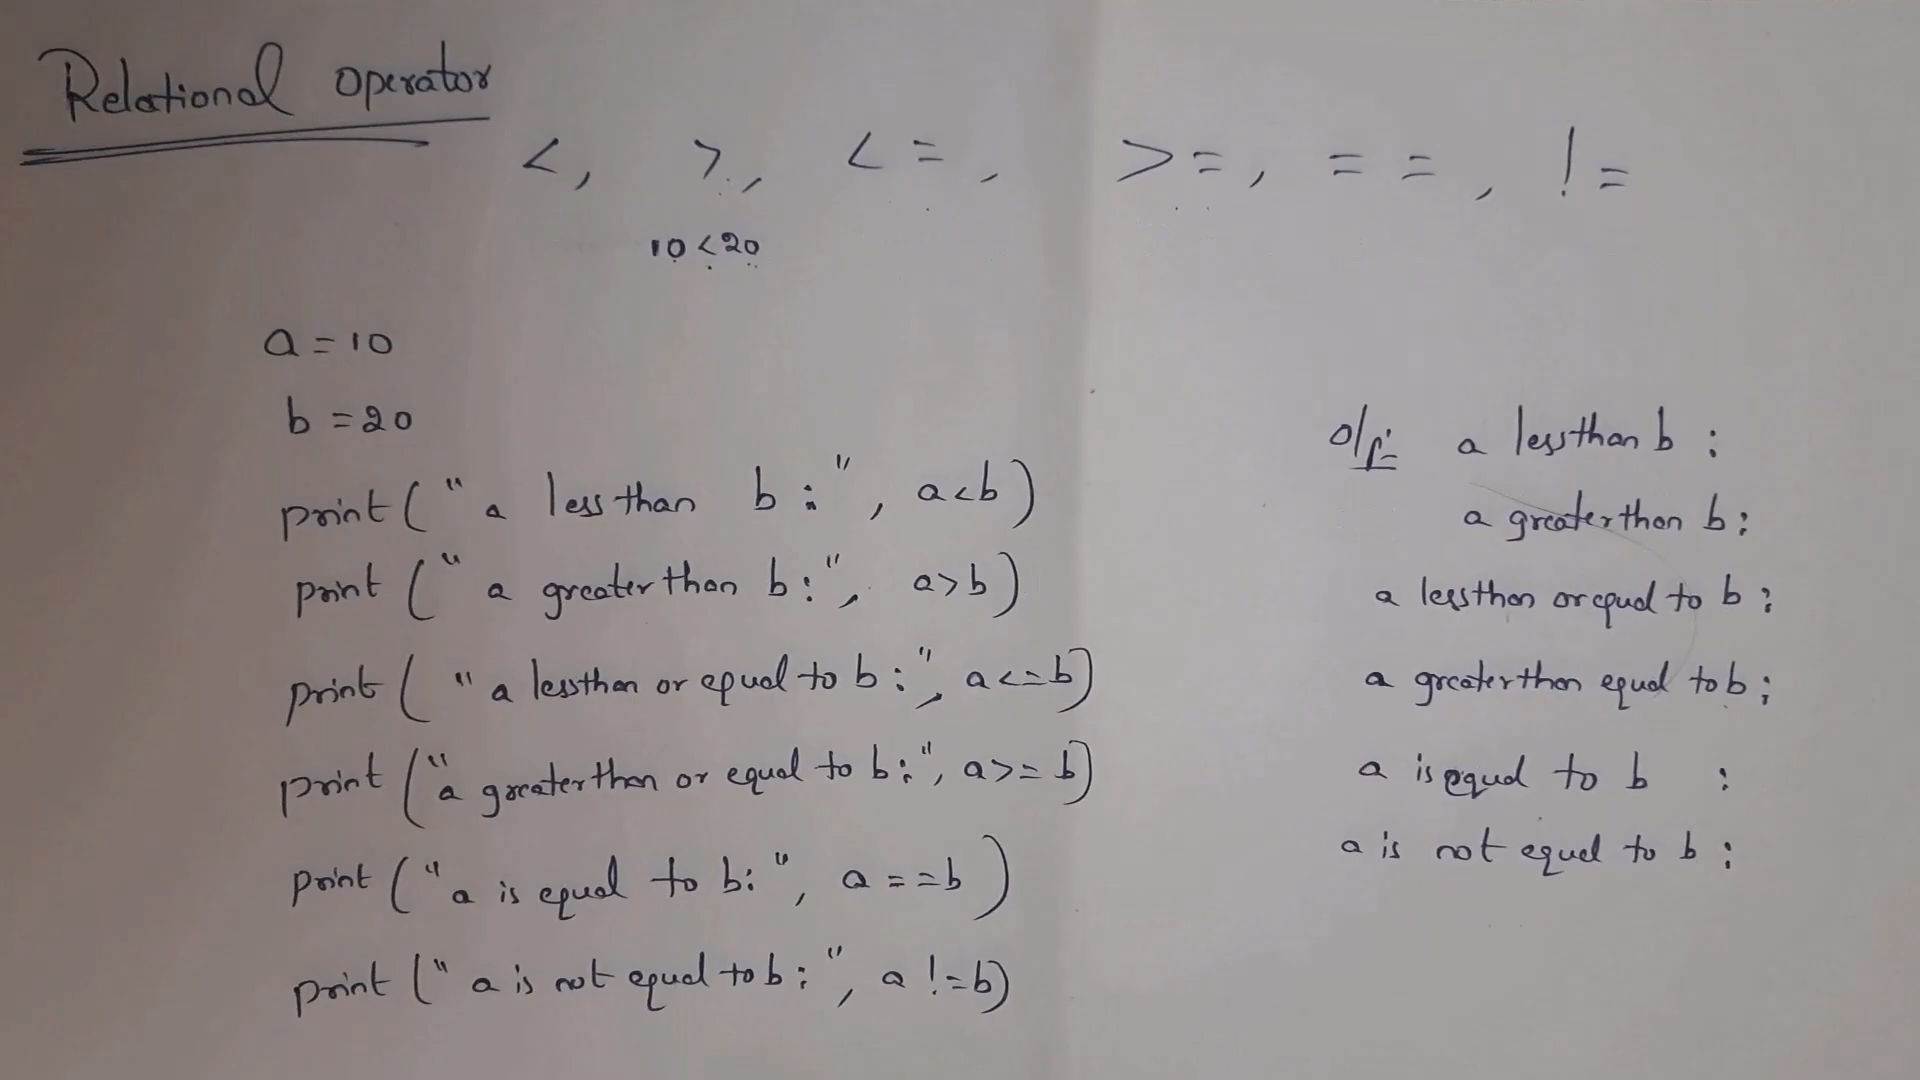 Relational operator
<, >, <=, >=, ==, !=
10<20
a=10
b=20
print("a less than b:", a<b)
print("a greater than b:", a>b)
print("a lessthan or equal to b:", a<=b)
print("a greaterthan or equal to b:", a>=b)
print("a is equal to b:", a==b)
print("a is not equal to b:", a!=b)
o/p:- a lessthan b :
a greaterthan b:
a lessthan or equal to b :
a greaterthan equal to b :
a is equal to b :
a is not equal to b :